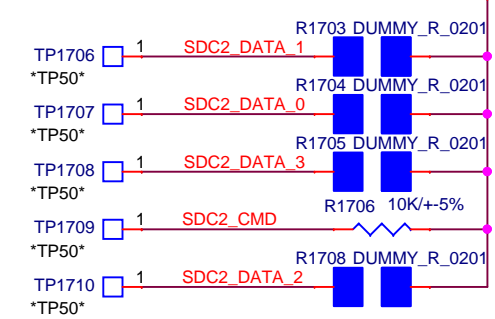 R1703 DUMMY_R_0201
TP1706 1 SDC2_DATA_1
*TP50*
R1704 DUMMY_R_0201
TP1707 1 SDC2_DATA_0
*TP50*
R1705 DUMMY_R_0201
TP1708 1 SDC2_DATA_3
*TP50*
R1706 10K/+-5%
TP1709 1 SDC2_CMD
*TP50*
R1708 DUMMY_R_0201
TP1710 1 SDC2_DATA_2
*TP50*